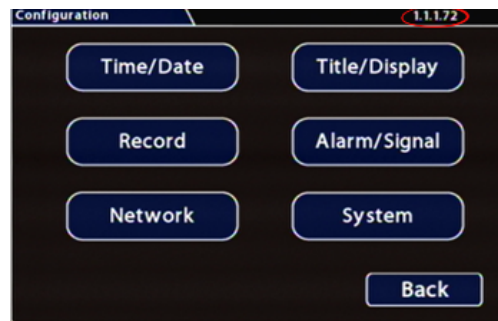 Configuration 1.1.1.72
Time/Date Title/Display
Record Alarm/Signal
Network System
Back